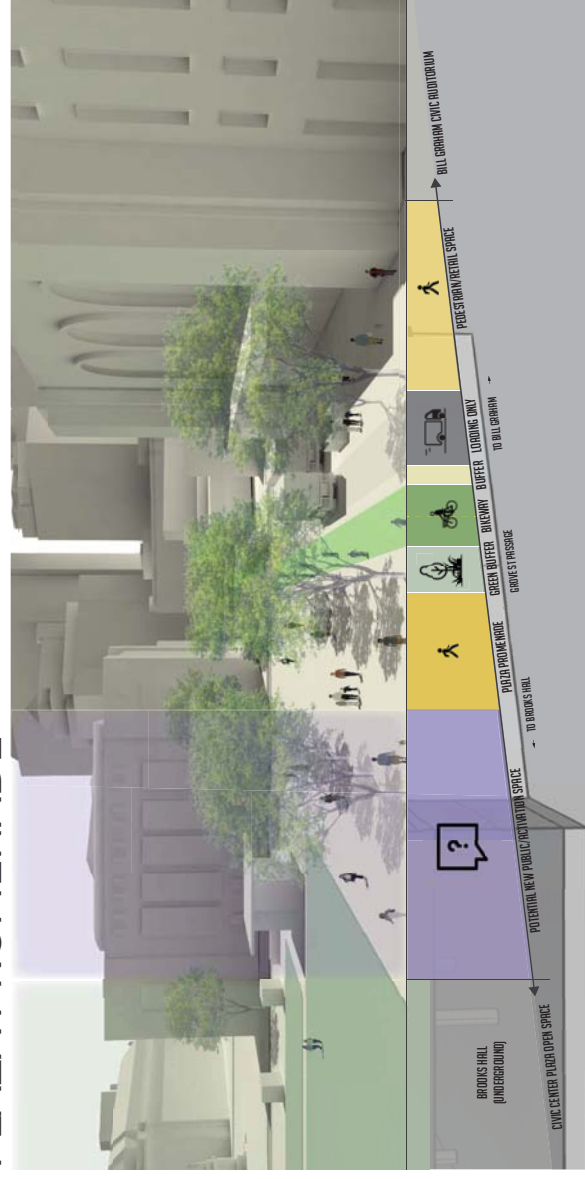 CIVIC CENTER PLAZA OPEN SPACE
BROOKS HALL
(UNDERGROUND)
POTENTIAL NEW PUBLIC/ACTIVATION SPACE
?
← TO BROOKS HALL
PLAZA PROMENADE
GREEN BUFFER
GROVE ST PASSAGE
BIKEWAY
BUFFER
LOADING ONLY
TO BILL GRAHAM →
PEDESTRIAN/RETAIL SPACE
BILL GRAHAM CIVIC AUDITORIUM